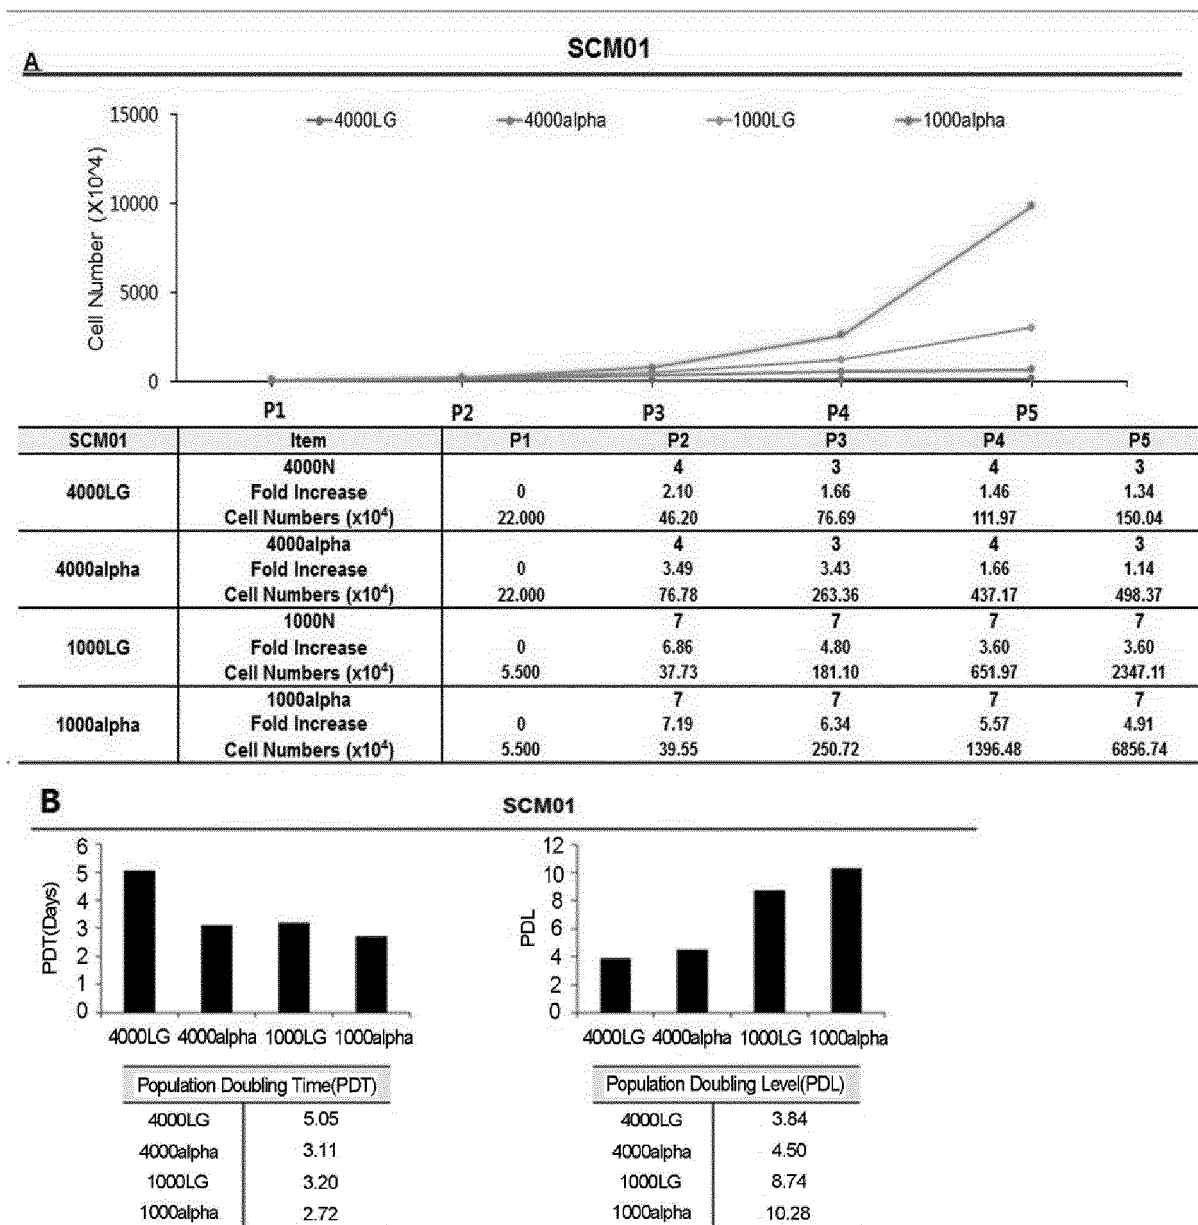 A
SCM01
15000
10000
5000
0
Cell Number (X10^4)
4000LG 4000alpha 1000LG 1000alpha
P1 P2 P3 P4 P5
SCM01 Item P1 P2 P3 P4 P5
4000N 4 3 4 3
4000LG Fold Increase 0 2.10 1.66 1.46 1.34
Cell Numbers (x10⁴) 22.000 46.20 76.69 111.97 150.04
4000alpha 4 3 4 3
4000alpha Fold Increase 0 3.49 3.43 1.66 1.14
Cell Numbers (x10⁴) 22.000 76.78 263.36 437.17 498.37
1000N 7 7 7 7
1000LG Fold Increase 0 6.86 4.80 3.60 3.60
Cell Numbers (x10⁴) 5.500 37.73 181.10 651.97 2347.11
1000alpha 7 7 7 7
1000alpha Fold Increase 0 7.19 6.34 5.57 4.91
Cell Numbers (x10⁴) 5.500 39.55 250.72 1396.48 6856.74
B
SCM01
PDT(Days)
6
5
4
3
2
1
0
4000LG 4000alpha 1000LG 1000alpha
Population Doubling Time(PDT)
4000LG 5.05
4000alpha 3.11
1000LG 3.20
1000alpha 2.72
PDL
12
10
8
6
4
2
0
4000LG 4000alpha 1000LG 1000alpha
Population Doubling Level(PDL)
4000LG 3.84
4000alpha 4.50
1000LG 8.74
1000alpha 10.28